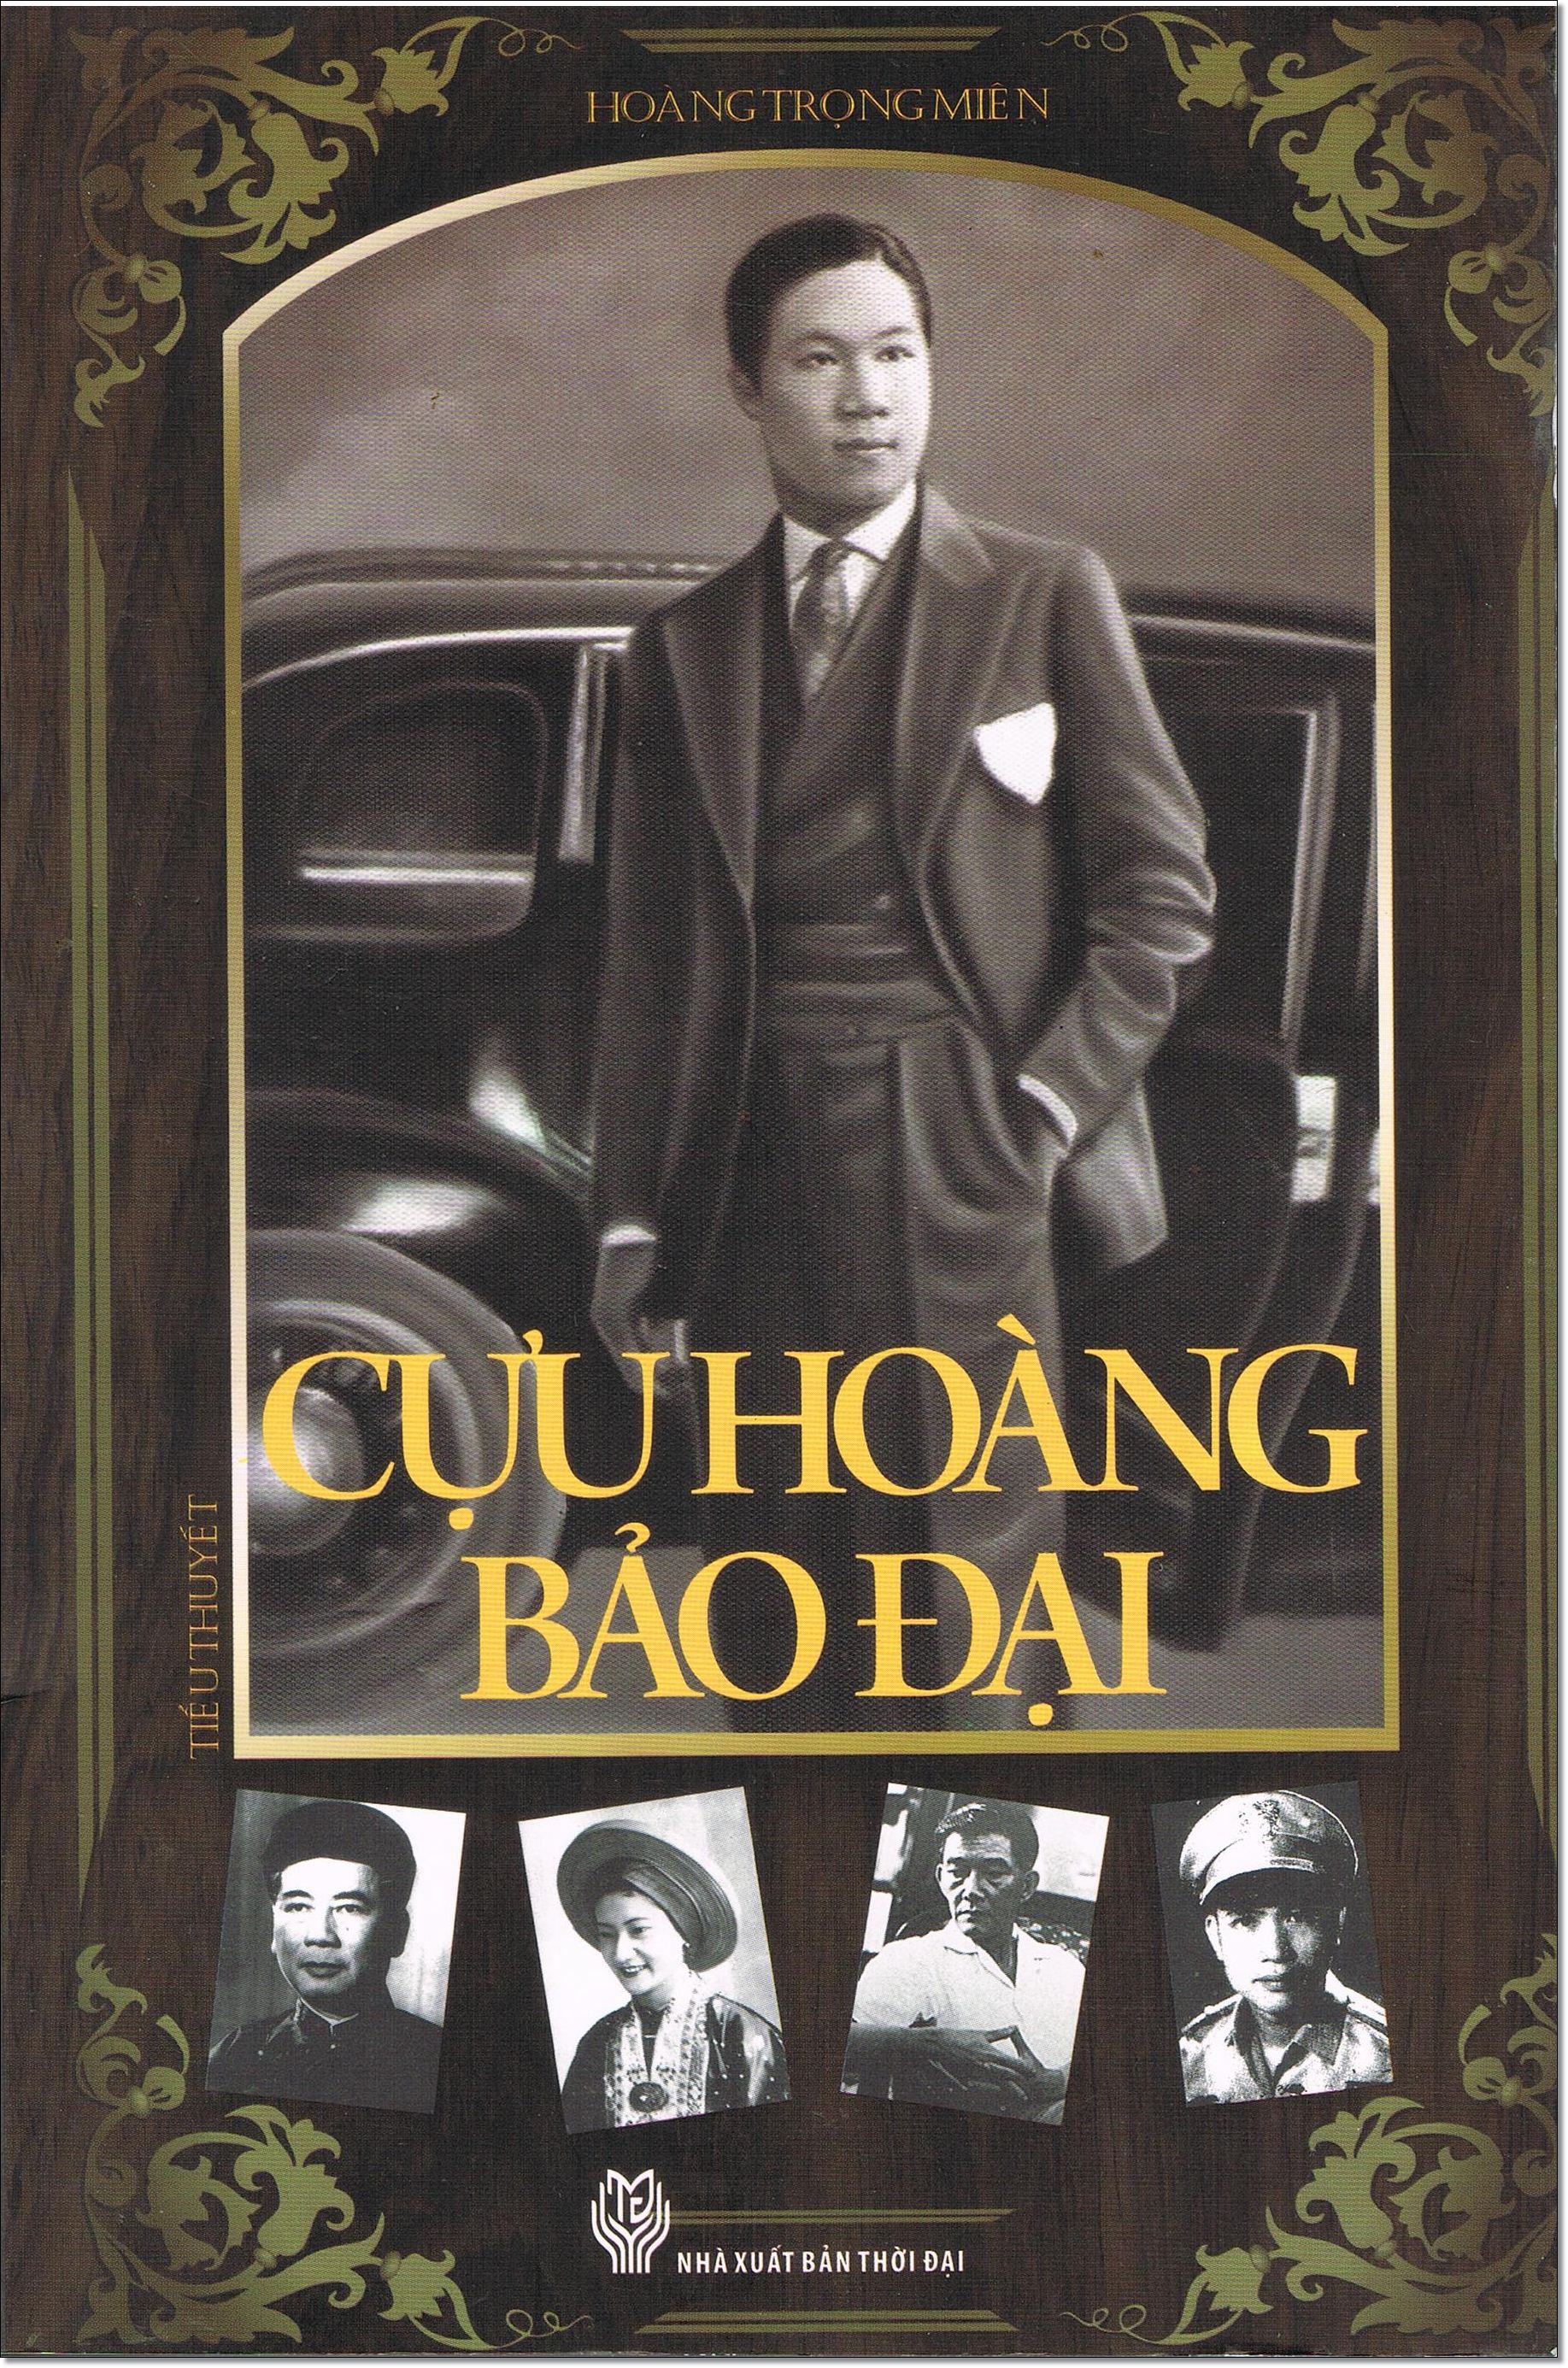 HOÀNG TRỌNG MIÊN
CỰU HOÀNG
BẢO ĐẠI
TIỂU THUYẾT
NHÀ XUẤT BẢN THỜI ĐẠI